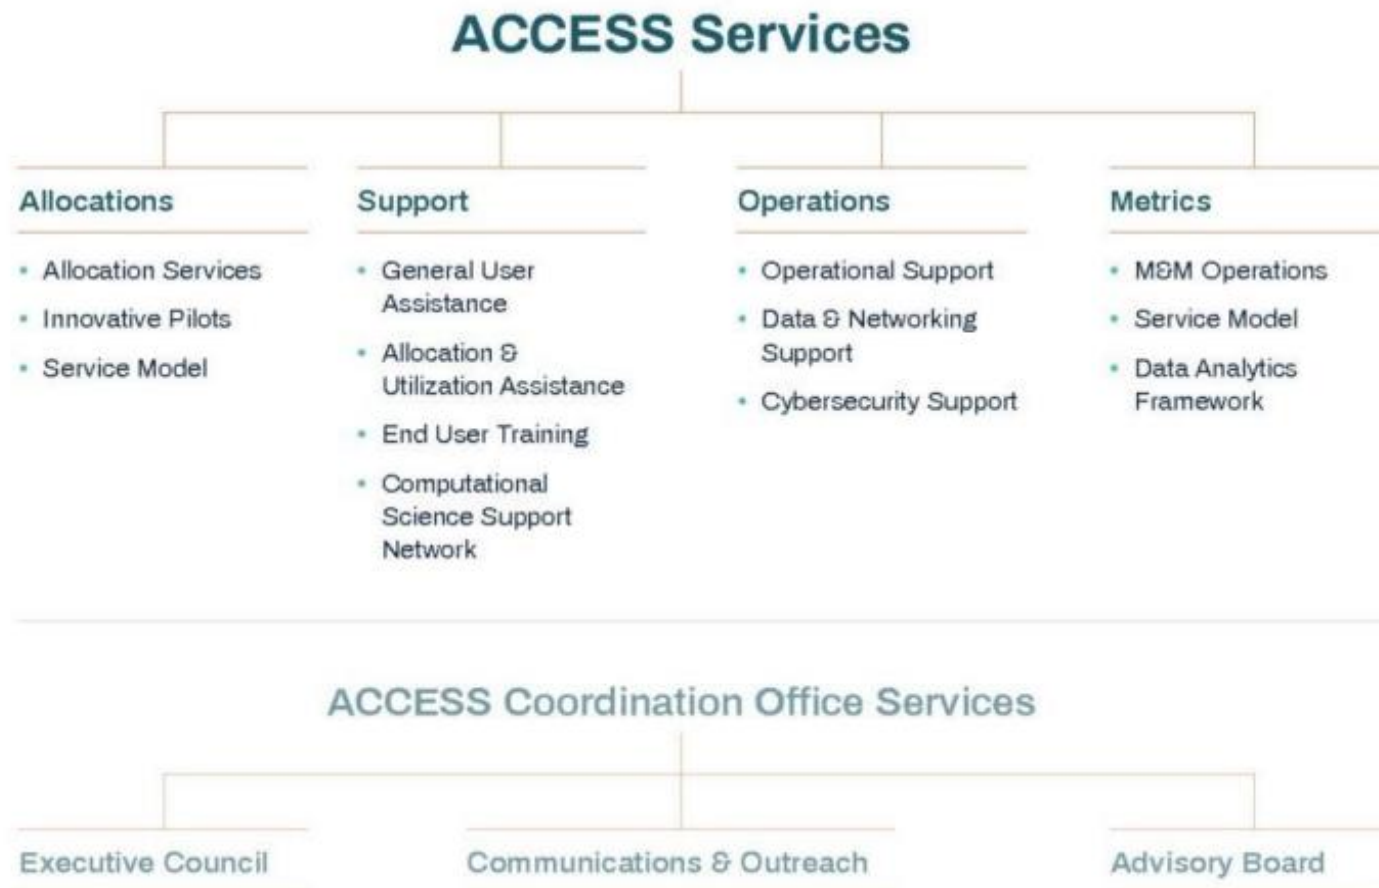 ACCESS Services
Allocations
• Allocation Services
• Innovative Pilots
• Service Model
Support
• General User
Assistance
• Allocation &
Utilization Assistance
• End User Training
• Computational
Science Support
Network
Operations
• Operational Support
• Data & Networking
Support
• Cybersecurity Support
Metrics
• M&M Operations
• Service Model
• Data Analytics
Framework
ACCESS Coordination Office Services
Executive Council
Communications & Outreach
Advisory Board